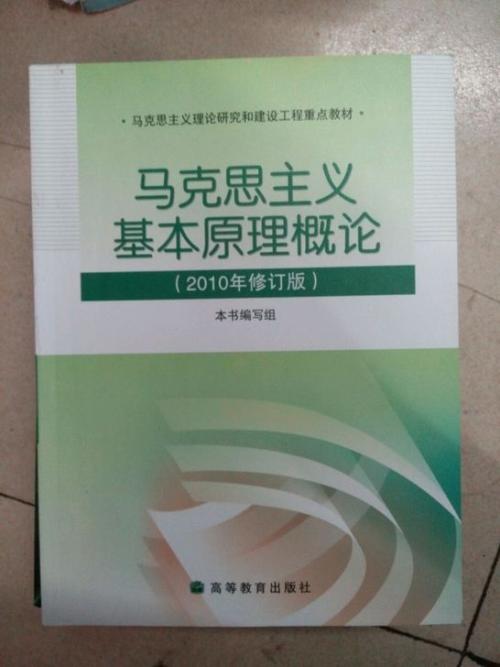 ·马克思主义理论研究和建设工程重点教材·
马克思主义
基本原理概论
（2010年修订版）
本书编写组
高等教育出版社